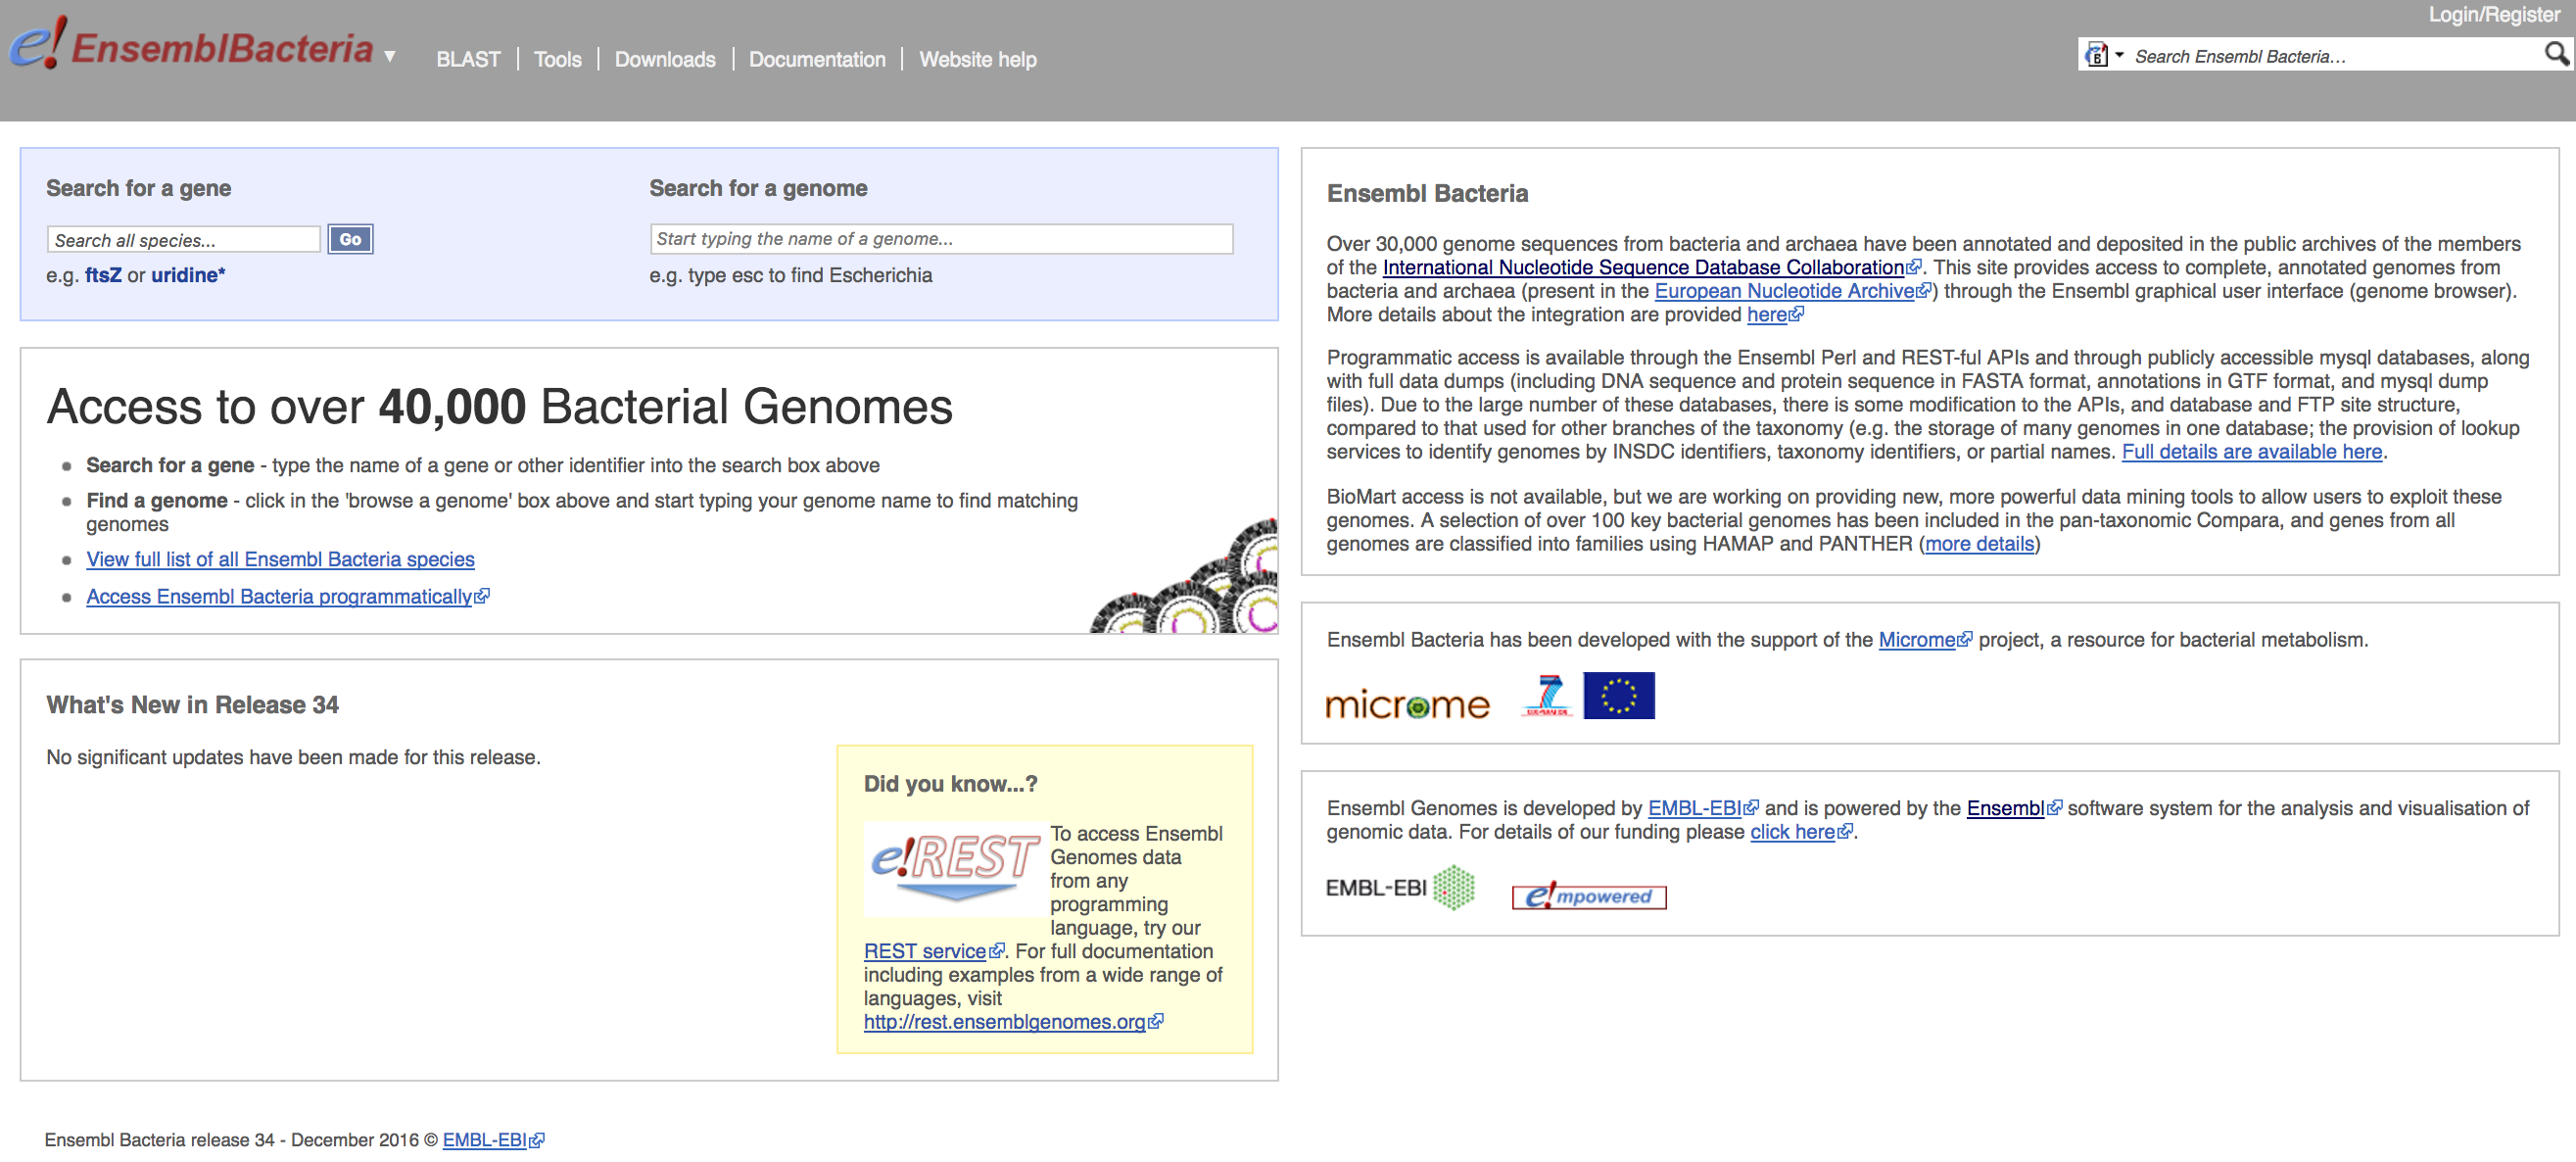 Login/Register
e!EnsemblBacteria ▼
BLAST | Tools | Downloads | Documentation | Website help
Search Ensembl Bacteria…
Search for a gene
Search all species...
Go
e.g. ftsZ or uridine*
Search for a genome
Start typing the name of a genome...
e.g. type esc to find Escherichia
Access to over 40,000 Bacterial Genomes
Search for a gene - type the name of a gene or other identifier into the search box above
Find a genome - click in the 'browse a genome' box above and start typing your genome name to find matching
genomes
View full list of all Ensembl Bacteria species
Access Ensembl Bacteria programmatically
What's New in Release 34
No significant updates have been made for this release.
Did you know...?
e!REST
To access Ensembl
Genomes data
from any
programming
language, try our
REST service. For full documentation
including examples from a wide range of
languages, visit
http://rest.ensemblgenomes.org
Ensembl Bacteria
Over 30,000 genome sequences from bacteria and archaea have been annotated and deposited in the public archives of the members
of the International Nucleotide Sequence Database Collaboration. This site provides access to complete, annotated genomes from
bacteria and archaea (present in the European Nucleotide Archive) through the Ensembl graphical user interface (genome browser).
More details about the integration are provided here
Programmatic access is available through the Ensembl Perl and REST-ful APIs and through publicly accessible mysql databases, along
with full data dumps (including DNA sequence and protein sequence in FASTA format, annotations in GTF format, and mysql dump
files). Due to the large number of these databases, there is some modification to the APIs, and database and FTP site structure,
compared to that used for other branches of the taxonomy (e.g. the storage of many genomes in one database; the provision of lookup
services to identify genomes by INSDC identifiers, taxonomy identifiers, or partial names. Full details are available here.
BioMart access is not available, but we are working on providing new, more powerful data mining tools to allow users to exploit these
genomes. A selection of over 100 key bacterial genomes has been included in the pan-taxonomic Compara, and genes from all
genomes are classified into families using HAMAP and PANTHER (more details)
Ensembl Bacteria has been developed with the support of the Microme project, a resource for bacterial metabolism.
microme
7
Ensembl Genomes is developed by EMBL-EBI and is powered by the Ensembl software system for the analysis and visualisation of
genomic data. For details of our funding please click here.
EMBL-EBI
e!mpowered
Ensembl Bacteria release 34 - December 2016 © EMBL-EBI